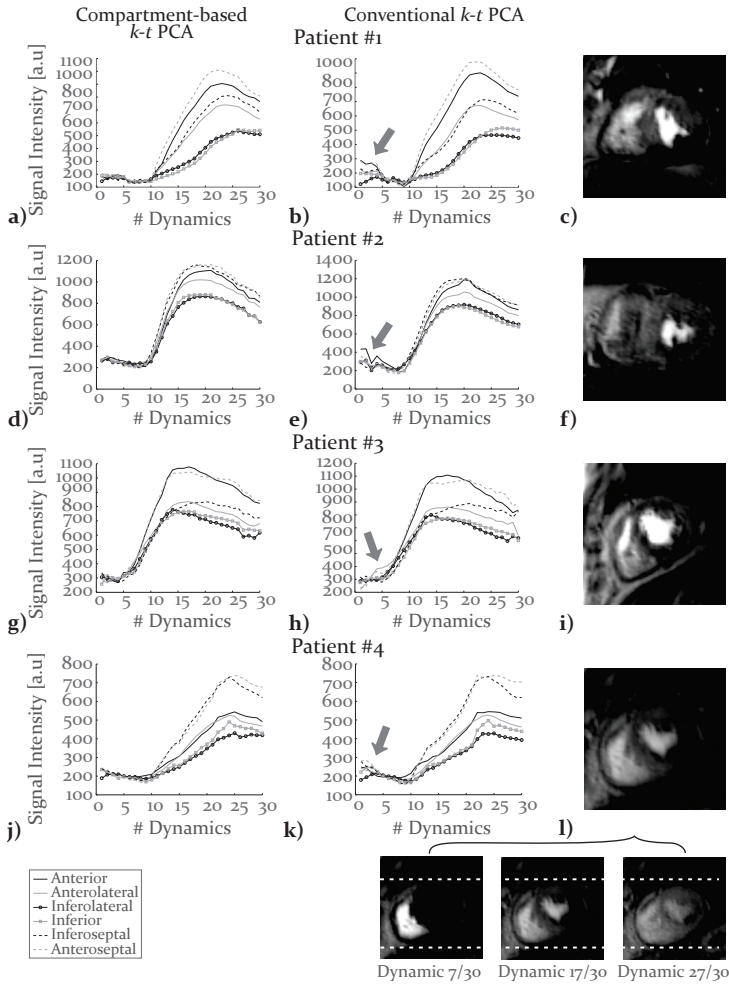 Compartment-based
k-t PCA
Conventional k-t PCA
Patient #1
Signal Intensity [a.u]
1100
1000
900
800
700
600
500
400
300
200
100
0 5 10 15 20 25 30
# Dynamics
a)
1000
900
800
700
600
500
400
300
200
100
0 5 10 15 20 25 30
# Dynamics
b)
c)
Patient #2
Signal Intensity [a.u]
1200
1000
800
600
400
200
0
0 5 10 15 20 25 30
# Dynamics
d)
1400
1200
1000
800
600
400
200
0
0 5 10 15 20 25 30
# Dynamics
e)
f)
Patient #3
Signal Intensity [a.u]
1100
1000
900
800
700
600
500
400
300
200
0 5 10 15 20 25 30
# Dynamics
g)
1200
1100
1000
900
800
700
600
500
400
300
200
0 5 10 15 20 25 30
# Dynamics
h)
i)
Patient #4
Signal Intensity [a.u]
800
700
600
500
400
300
200
100
0 5 10 15 20 25 30
# Dynamics
j)
800
700
600
500
400
300
200
100
0 5 10 15 20 25 30
# Dynamics
k)
l)
Anterior
Anterolateral
Inferolateral
Inferior
Inferoseptal
Anteroseptal
Dynamic 7/30
Dynamic 17/30
Dynamic 27/30